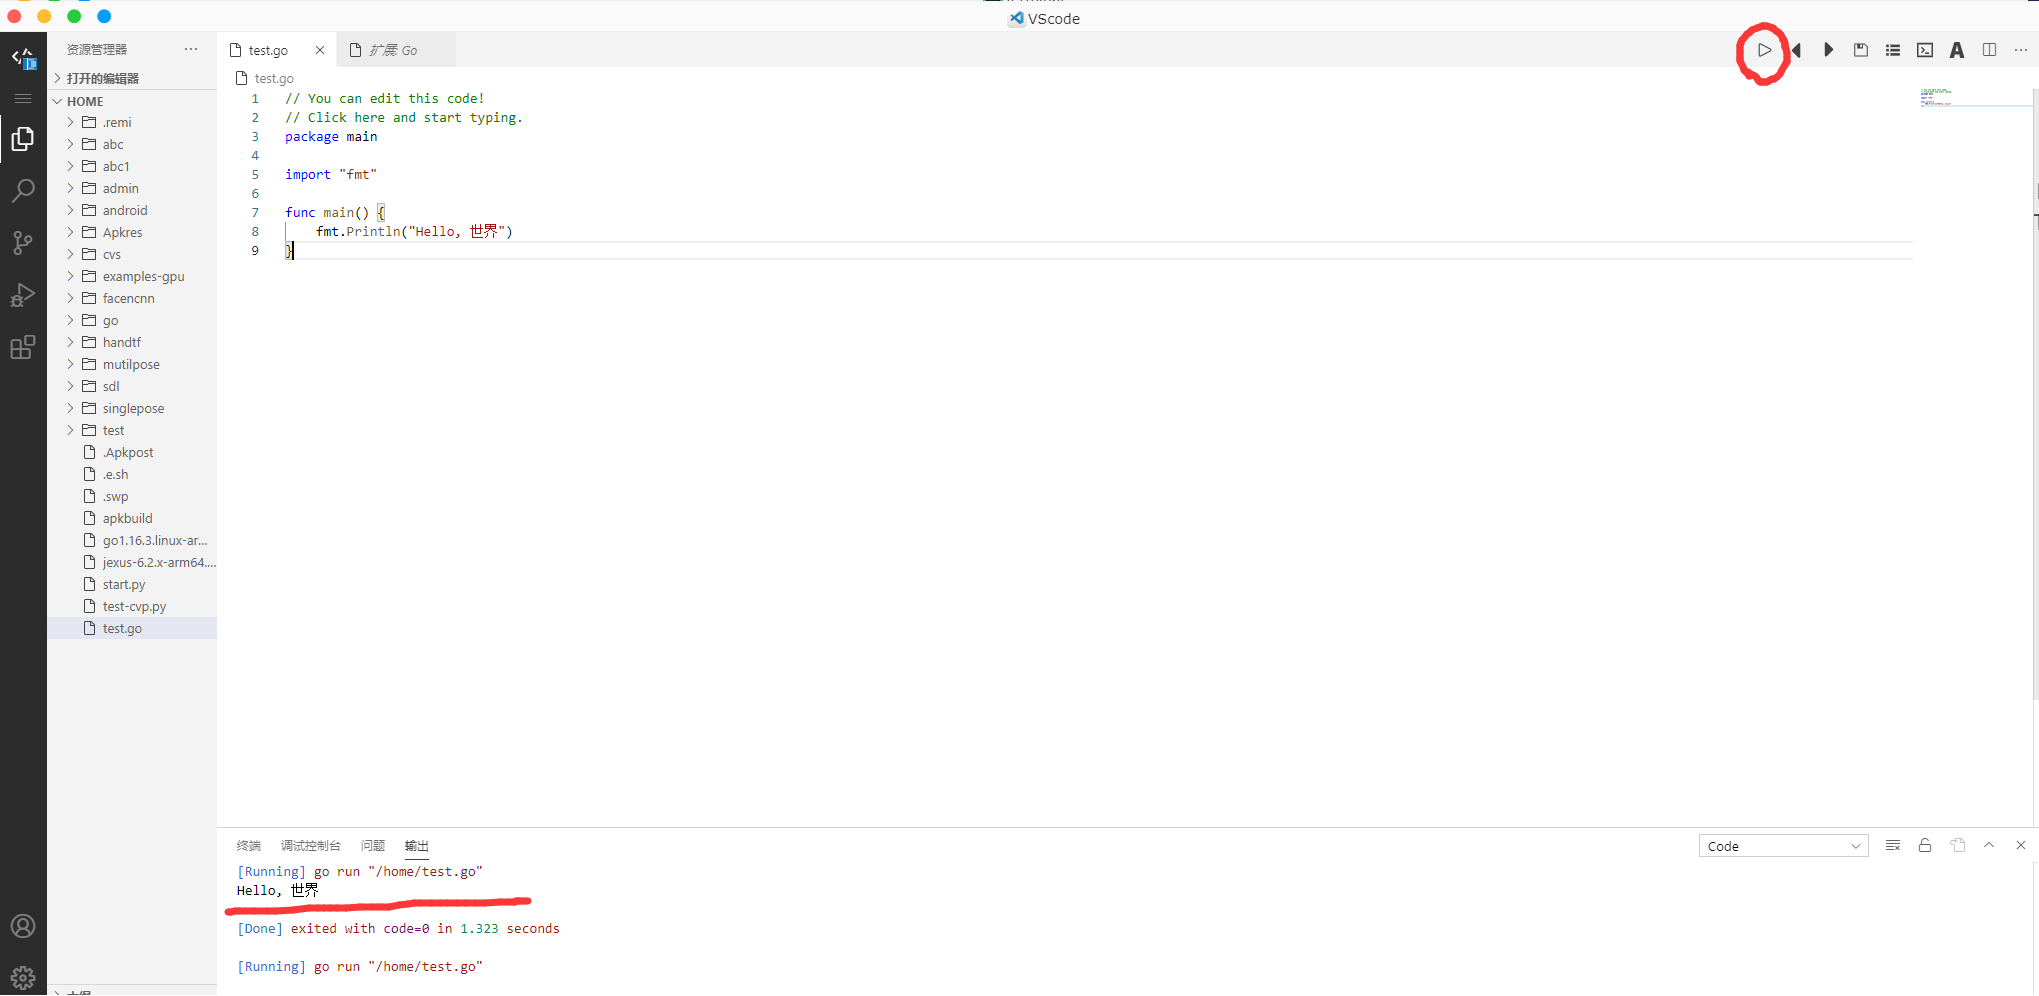 VScode
资源管理器
test.go
扩展: Go
打开的编辑器
test.go
HOME
.remi
abc
abc1
admin
android
Apkres
cvs
examples-gpu
facencnn
go
handtf
mutilpose
sdl
singlepose
test
.Apkpost
.e.sh
.swp
apkbuild
go1.16.3.linux-ar...
jexus-6.2.x-arm64....
start.py
test-cvp.py
test.go
1 // You can edit this code!
2 // Click here and start typing.
3 package main
4
5 import "fmt"
6
7 func main() {
8 fmt.Println("Hello, 世界")
9 }
终端 调试控制台 问题 输出
Code
[Running] go run "/home/test.go"
Hello, 世界
[Done] exited with code=0 in 1.323 seconds
[Running] go run "/home/test.go"